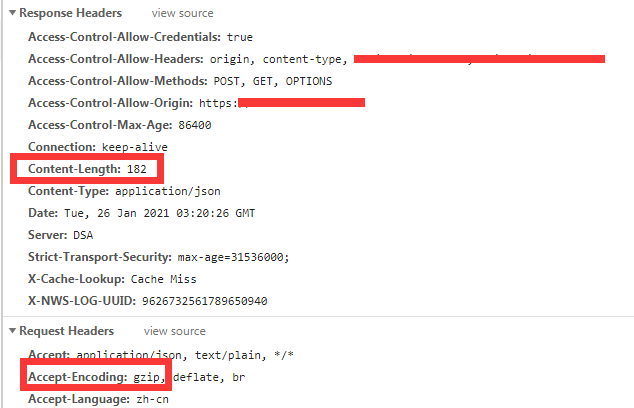 Response Headers view source
Access-Control-Allow-Credentials: true
Access-Control-Allow-Headers: origin, content-type,
Access-Control-Allow-Methods: POST, GET, OPTIONS
Access-Control-Allow-Origin: https:
Access-Control-Max-Age: 86400
Connection: keep-alive
Content-Length: 182
Content-Type: application/json
Date: Tue, 26 Jan 2021 03:20:26 GMT
Server: DSA
Strict-Transport-Security: max-age=31536000;
X-Cache-Lookup: Cache Miss
X-NWS-LOG-UUID: 9626732561789650940
Request Headers view source
Accept: application/json, text/plain, */*
Accept-Encoding: gzip, deflate, br
Accept-Language: zh-cn